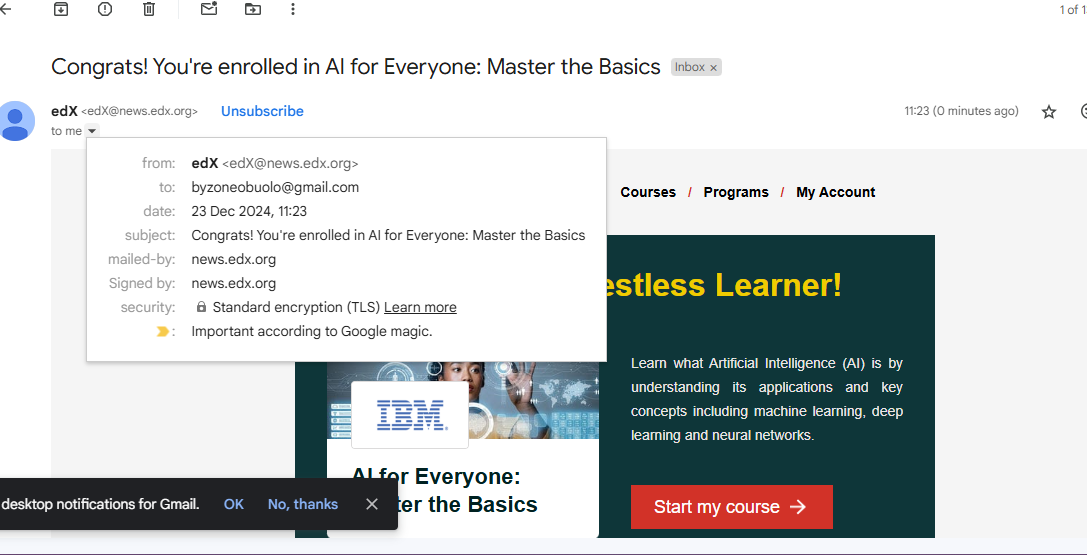 1 of 1
Congrats! You're enrolled in AI for Everyone: Master the Basics Inbox ×
edX <edX@news.edx.org> Unsubscribe 11:23 (0 minutes ago)
to me
from: edX <edX@news.edx.org>
to: byzoneobuolo@gmail.com
date: 23 Dec 2024, 11:23
subject: Congrats! You're enrolled in AI for Everyone: Master the Basics
mailed-by: news.edx.org
Signed by: news.edx.org
security: Standard encryption (TLS) Learn more
: Important according to Google magic.
Courses / Programs / My Account
estless Learner!
Learn what Artificial Intelligence (AI) is by
understanding its applications and key
concepts including machine learning, deep
learning and neural networks.
Start my course →
IBM
AI for Everyone:
ter the Basics
desktop notifications for Gmail. OK No, thanks